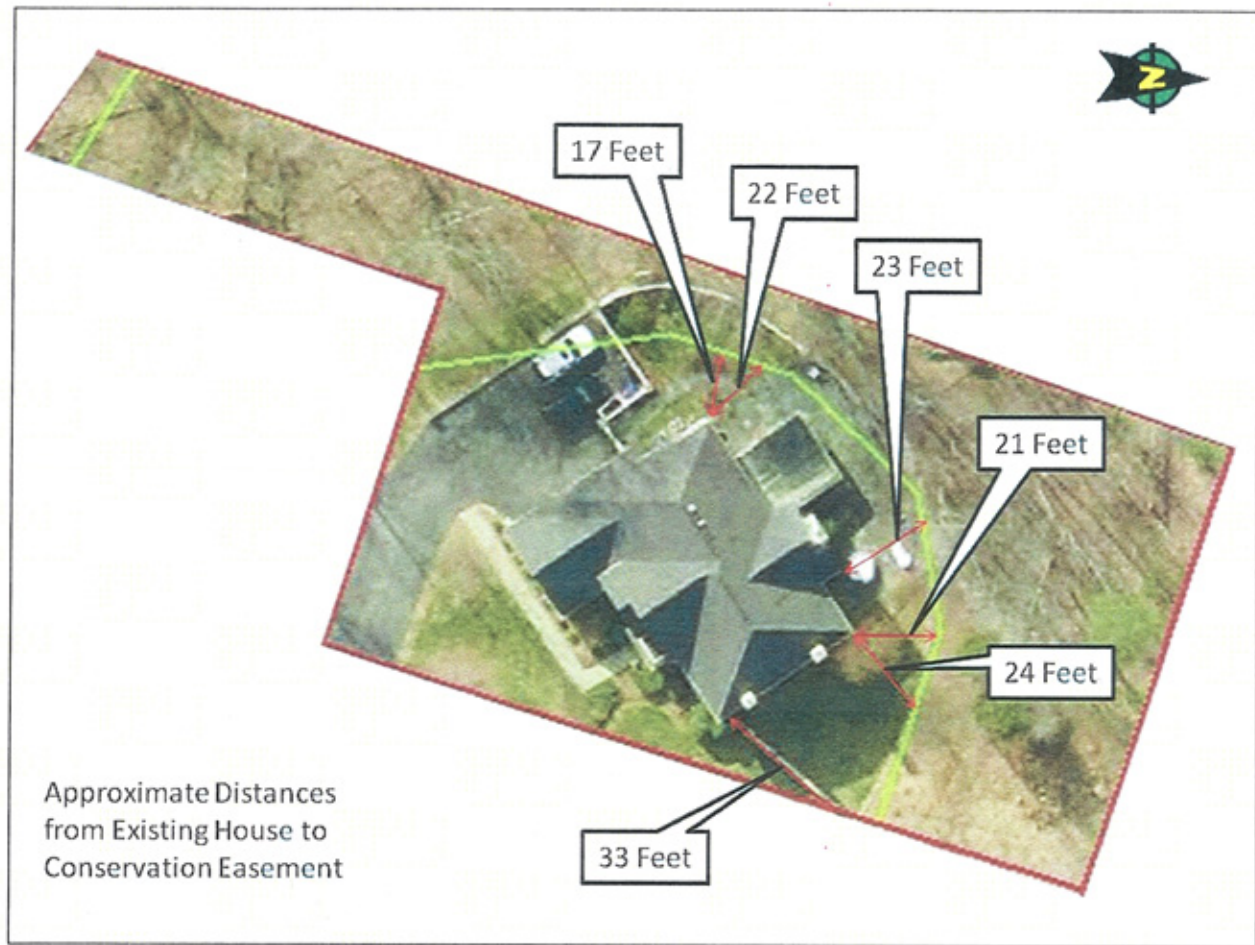 N
17 Feet
22 Feet
23 Feet
21 Feet
24 Feet
33 Feet
Approximate Distances
from Existing House to
Conservation Easement